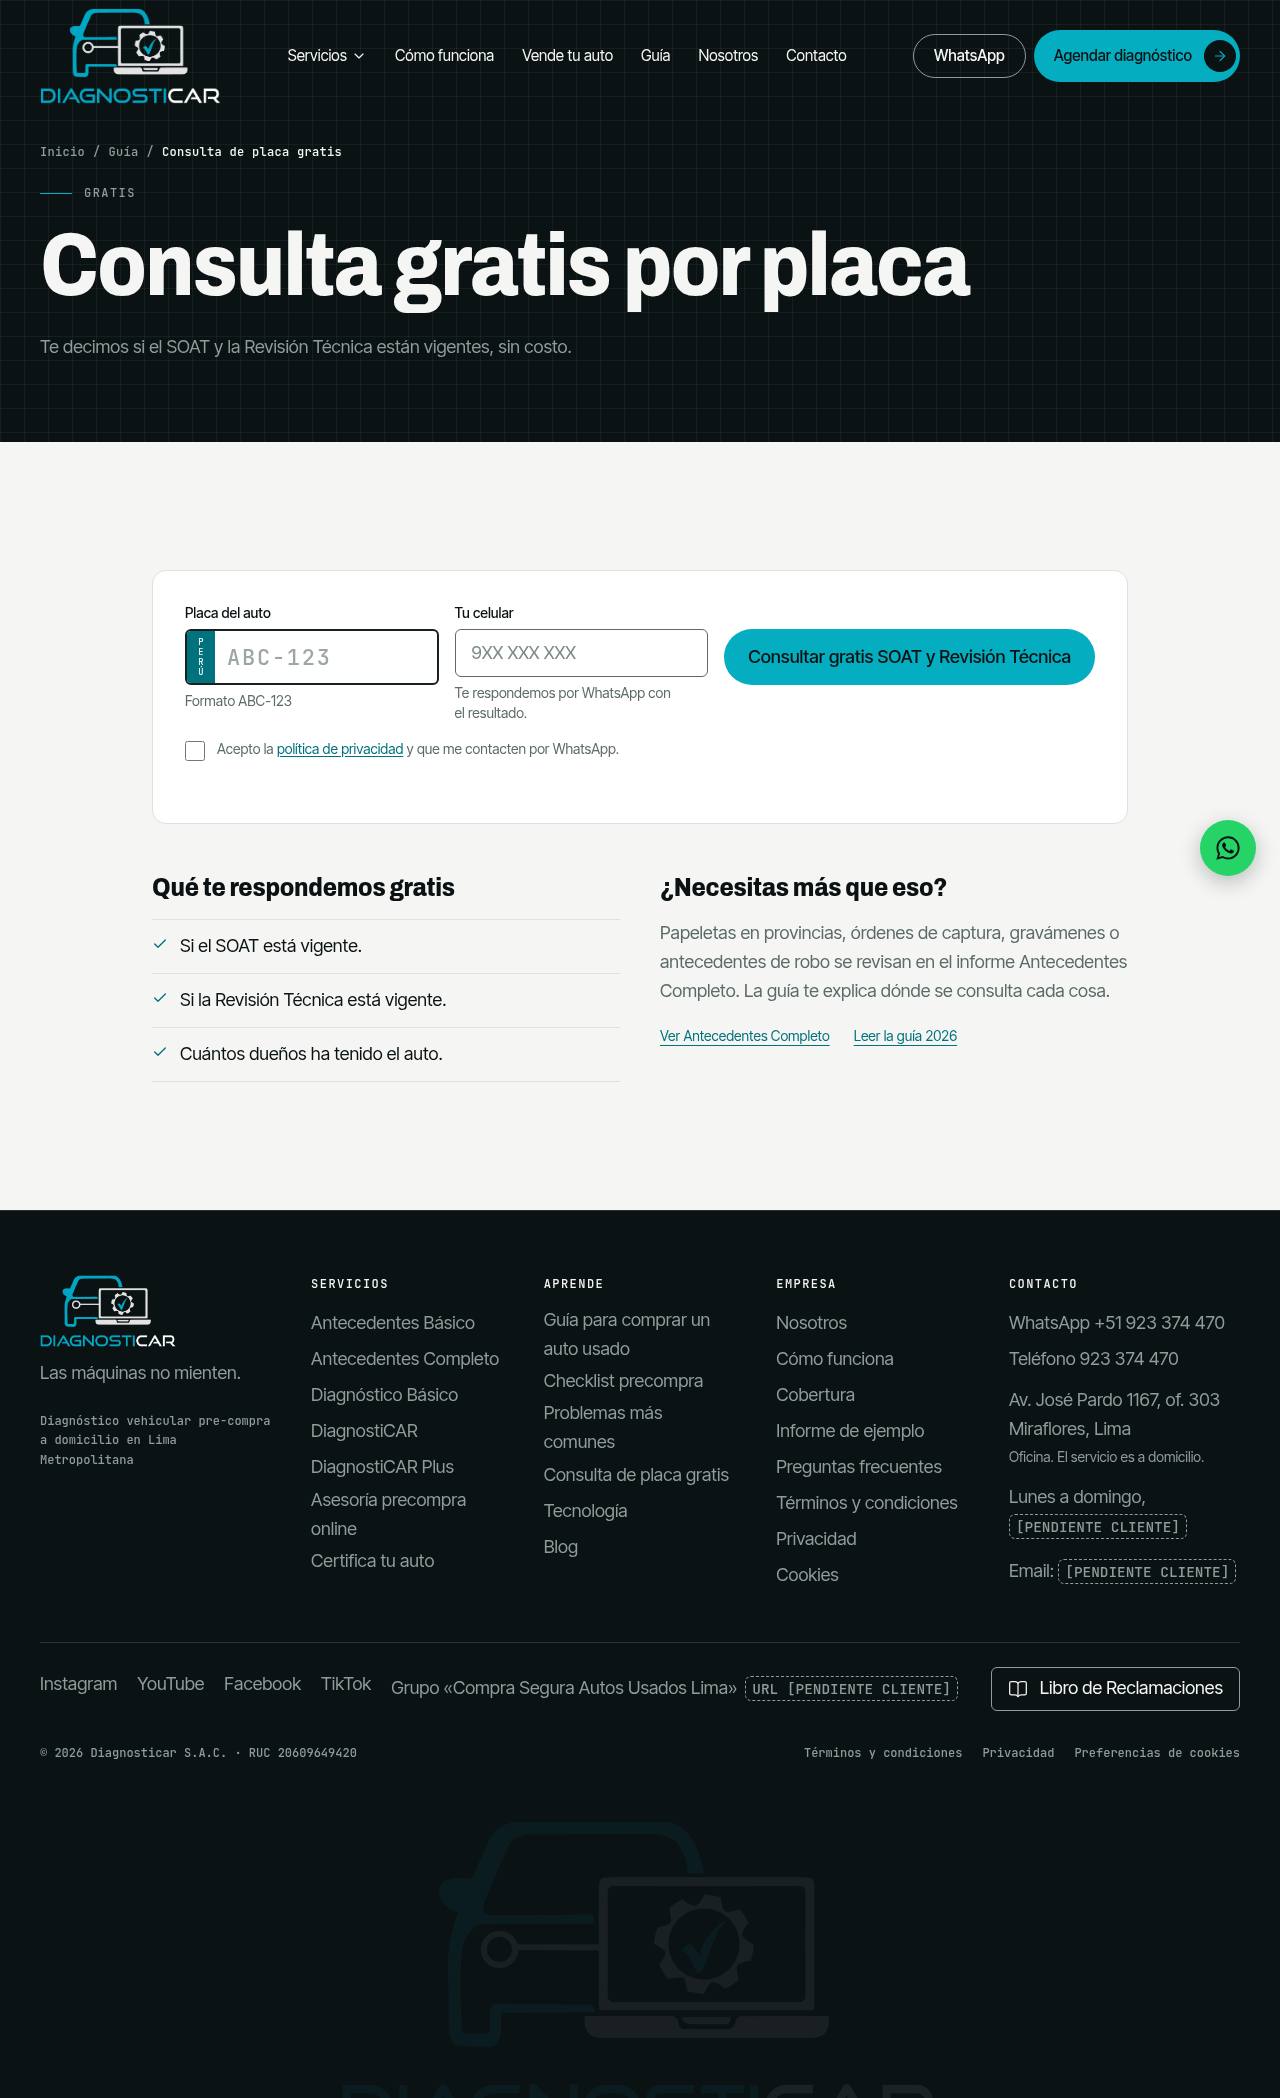 DIAGNOSTICAR
Servicios
Cómo funciona
Vende tu auto
Guía
Nosotros
Contacto
WhatsApp
Agendar diagnóstico
Inicio / Guía / Consulta de placa gratis
GRATIS
Consulta gratis por placa
Te decimos si el SOAT y la Revisión Técnica están vigentes, sin costo.
Placa del auto
PERÚ
ABC-123
Formato ABC-123
Tu celular
9XX XXX XXX
Te respondemos por WhatsApp con
el resultado.
Consultar gratis SOAT y Revisión Técnica
Acepto la política de privacidad y que me contacten por WhatsApp.
Qué te respondemos gratis
Si el SOAT está vigente.
Si la Revisión Técnica está vigente.
Cuántos dueños ha tenido el auto.
¿Necesitas más que eso?
Papeletas en provincias, órdenes de captura, gravámenes o
antecedentes de robo se revisan en el informe Antecedentes
Completo. La guía te explica dónde se consulta cada cosa.
Ver Antecedentes Completo
Leer la guía 2026
DIAGNOSTICAR
Las máquinas no mienten.
Diagnóstico vehicular pre-compra
a domicilio en Lima
Metropolitana
SERVICIOS
Antecedentes Básico
Antecedentes Completo
Diagnóstico Básico
DiagnostiCAR
DiagnostiCAR Plus
Asesoría precompra
online
Certifica tu auto
APRENDE
Guía para comprar un
auto usado
Checklist precompra
Problemas más
comunes
Consulta de placa gratis
Tecnología
Blog
EMPRESA
Nosotros
Cómo funciona
Cobertura
Informe de ejemplo
Preguntas frecuentes
Términos y condiciones
Privacidad
Cookies
CONTACTO
WhatsApp +51 923 374 470
Teléfono 923 374 470
Av. José Pardo 1167, of. 303
Miraflores, Lima
Oficina. El servicio es a domicilio.
Lunes a domingo,
[PENDIENTE CLIENTE]
Email: [PENDIENTE CLIENTE]
Instagram
YouTube
Facebook
TikTok
Grupo «Compra Segura Autos Usados Lima» URL [PENDIENTE CLIENTE]
Libro de Reclamaciones
© 2026 Diagnosticar S.A.C. · RUC 20609649420
Términos y condiciones
Privacidad
Preferencias de cookies
DIAGNOSTICAR